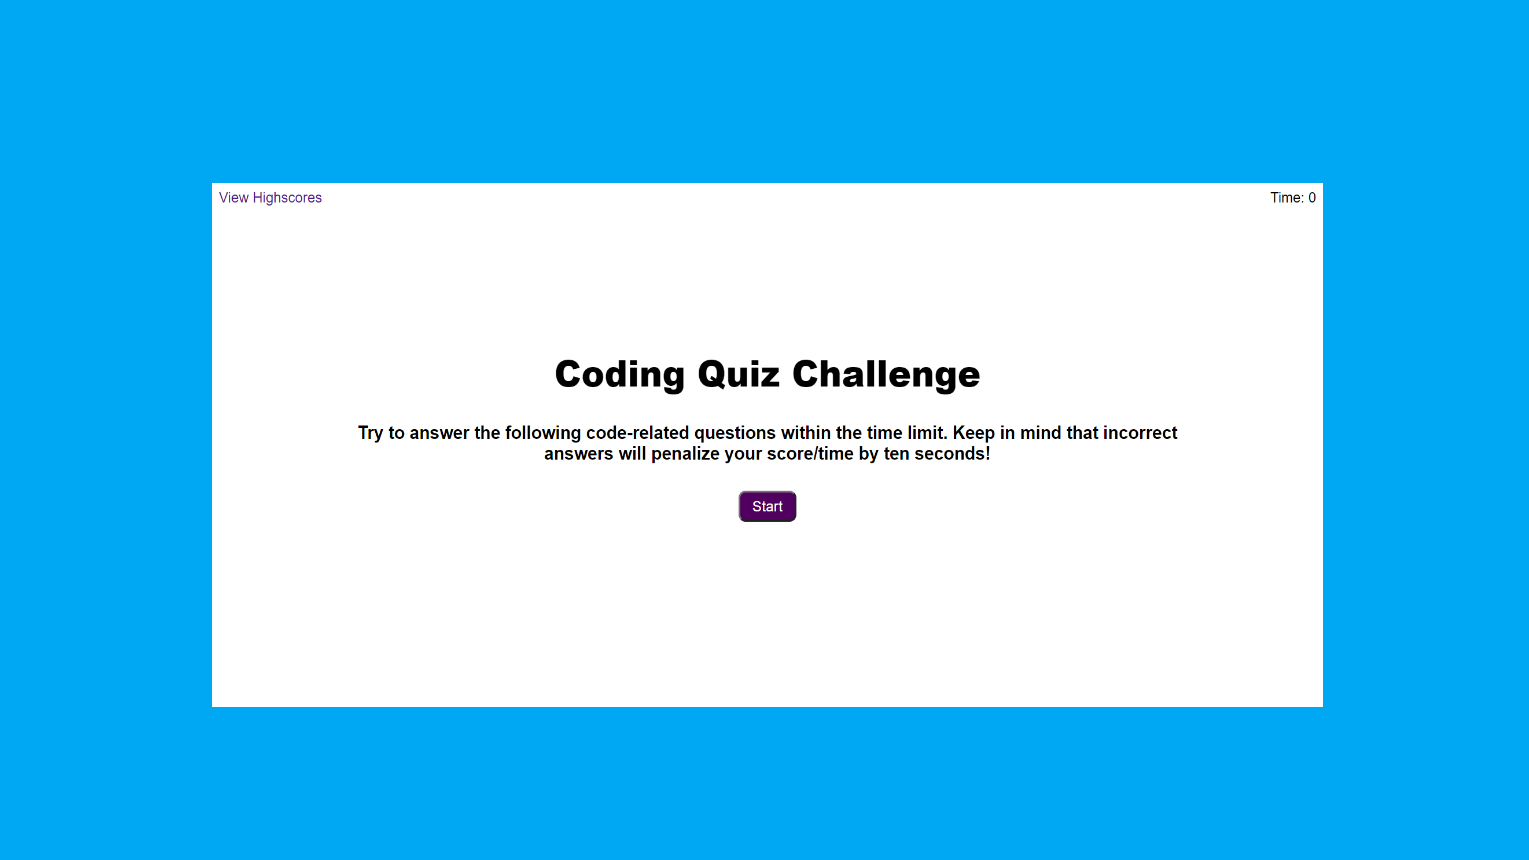 View Highscores
Time: 0
Coding Quiz Challenge
Try to answer the following code-related questions within the time limit. Keep in mind that incorrect
answers will penalize your score/time by ten seconds!
Start